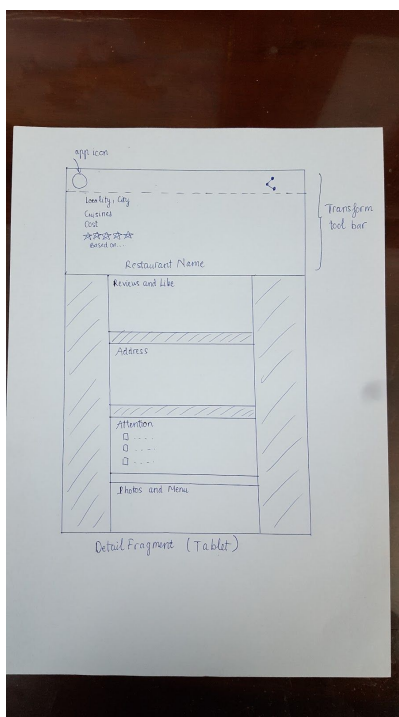 app icon
Locality, City
Cuisines
Cost
Based on...
Restaurant Name
Transform
tool bar
Reviews and Like
Address
Attention
Photos and Menu
Detail Fragment (Tablet)